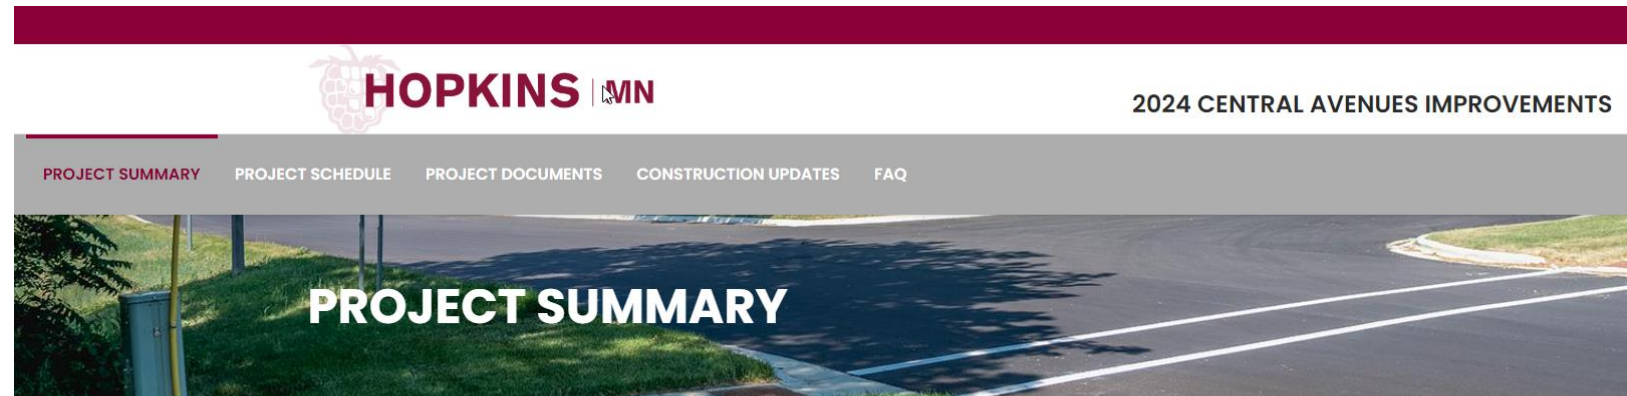 HOPKINS | MN
2024 CENTRAL AVENUES IMPROVEMENTS
PROJECT SUMMARY PROJECT SCHEDULE PROJECT DOCUMENTS CONSTRUCTION UPDATES FAQ
PROJECT SUMMARY